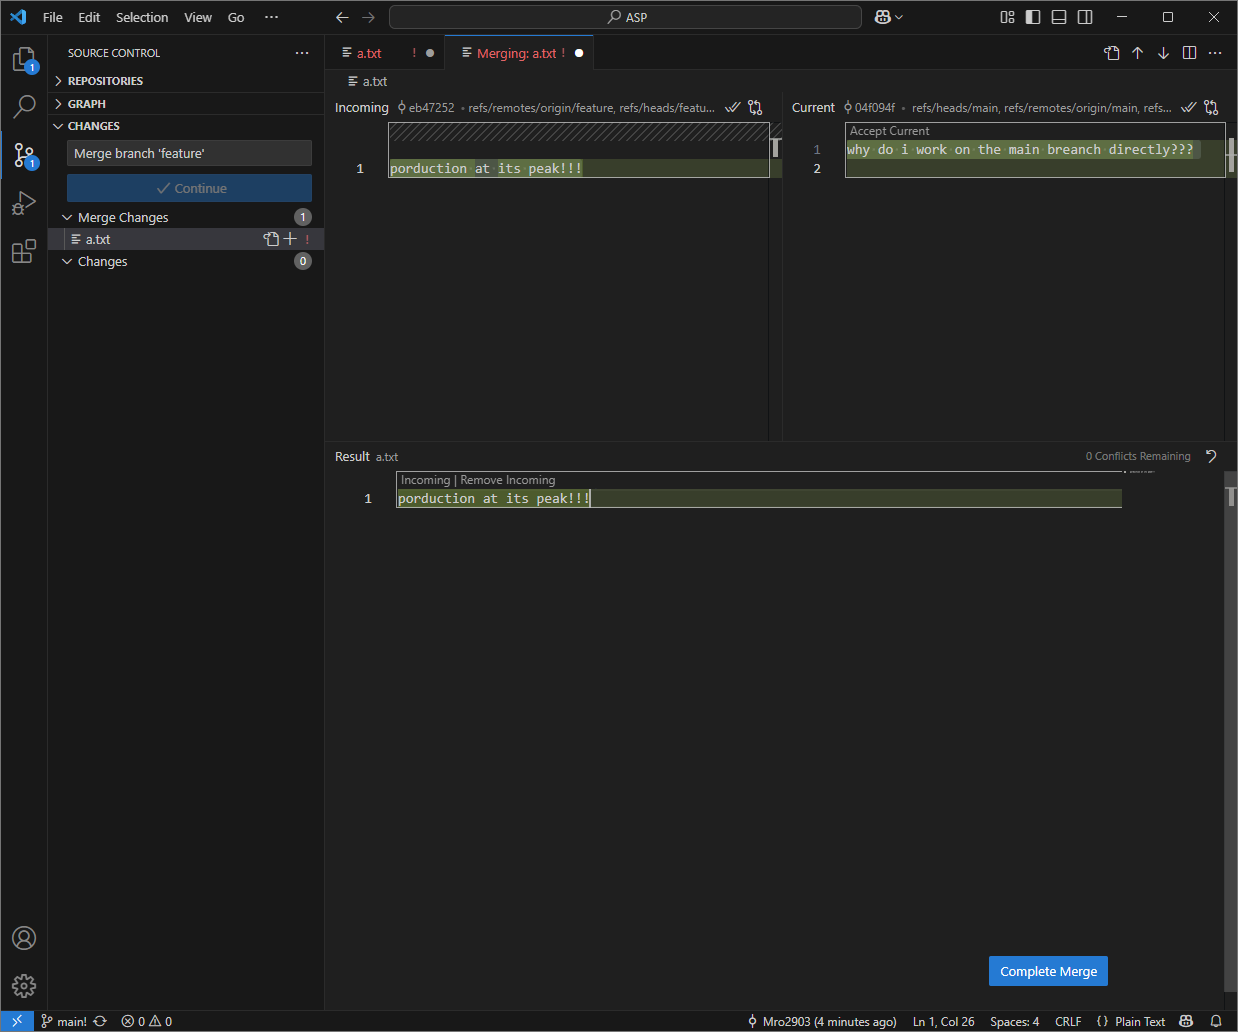 File Edit Selection View Go ···
ASP
SOURCE CONTROL ···
REPOSITORIES
GRAPH
CHANGES
Merge branch 'feature'
Continue
Merge Changes 1
a.txt !
Changes 0
1
1
a.txt !
Merging: a.txt !
a.txt
Incoming eb47252 • refs/remotes/origin/feature, refs/heads/featu...
1 porduction·at·its·peak!!!
Current 04f094f • refs/heads/main, refs/remotes/origin/main, refs...
Accept Current
1 why·do·i·work·on·the·main·breanch·directly???
2
Result a.txt 0 Conflicts Remaining
Incoming | Remove Incoming
1 porduction at its peak!!!
Complete Merge
main! 0 0 Mro2903 (4 minutes ago) Ln 1, Col 26 Spaces: 4 CRLF {} Plain Text